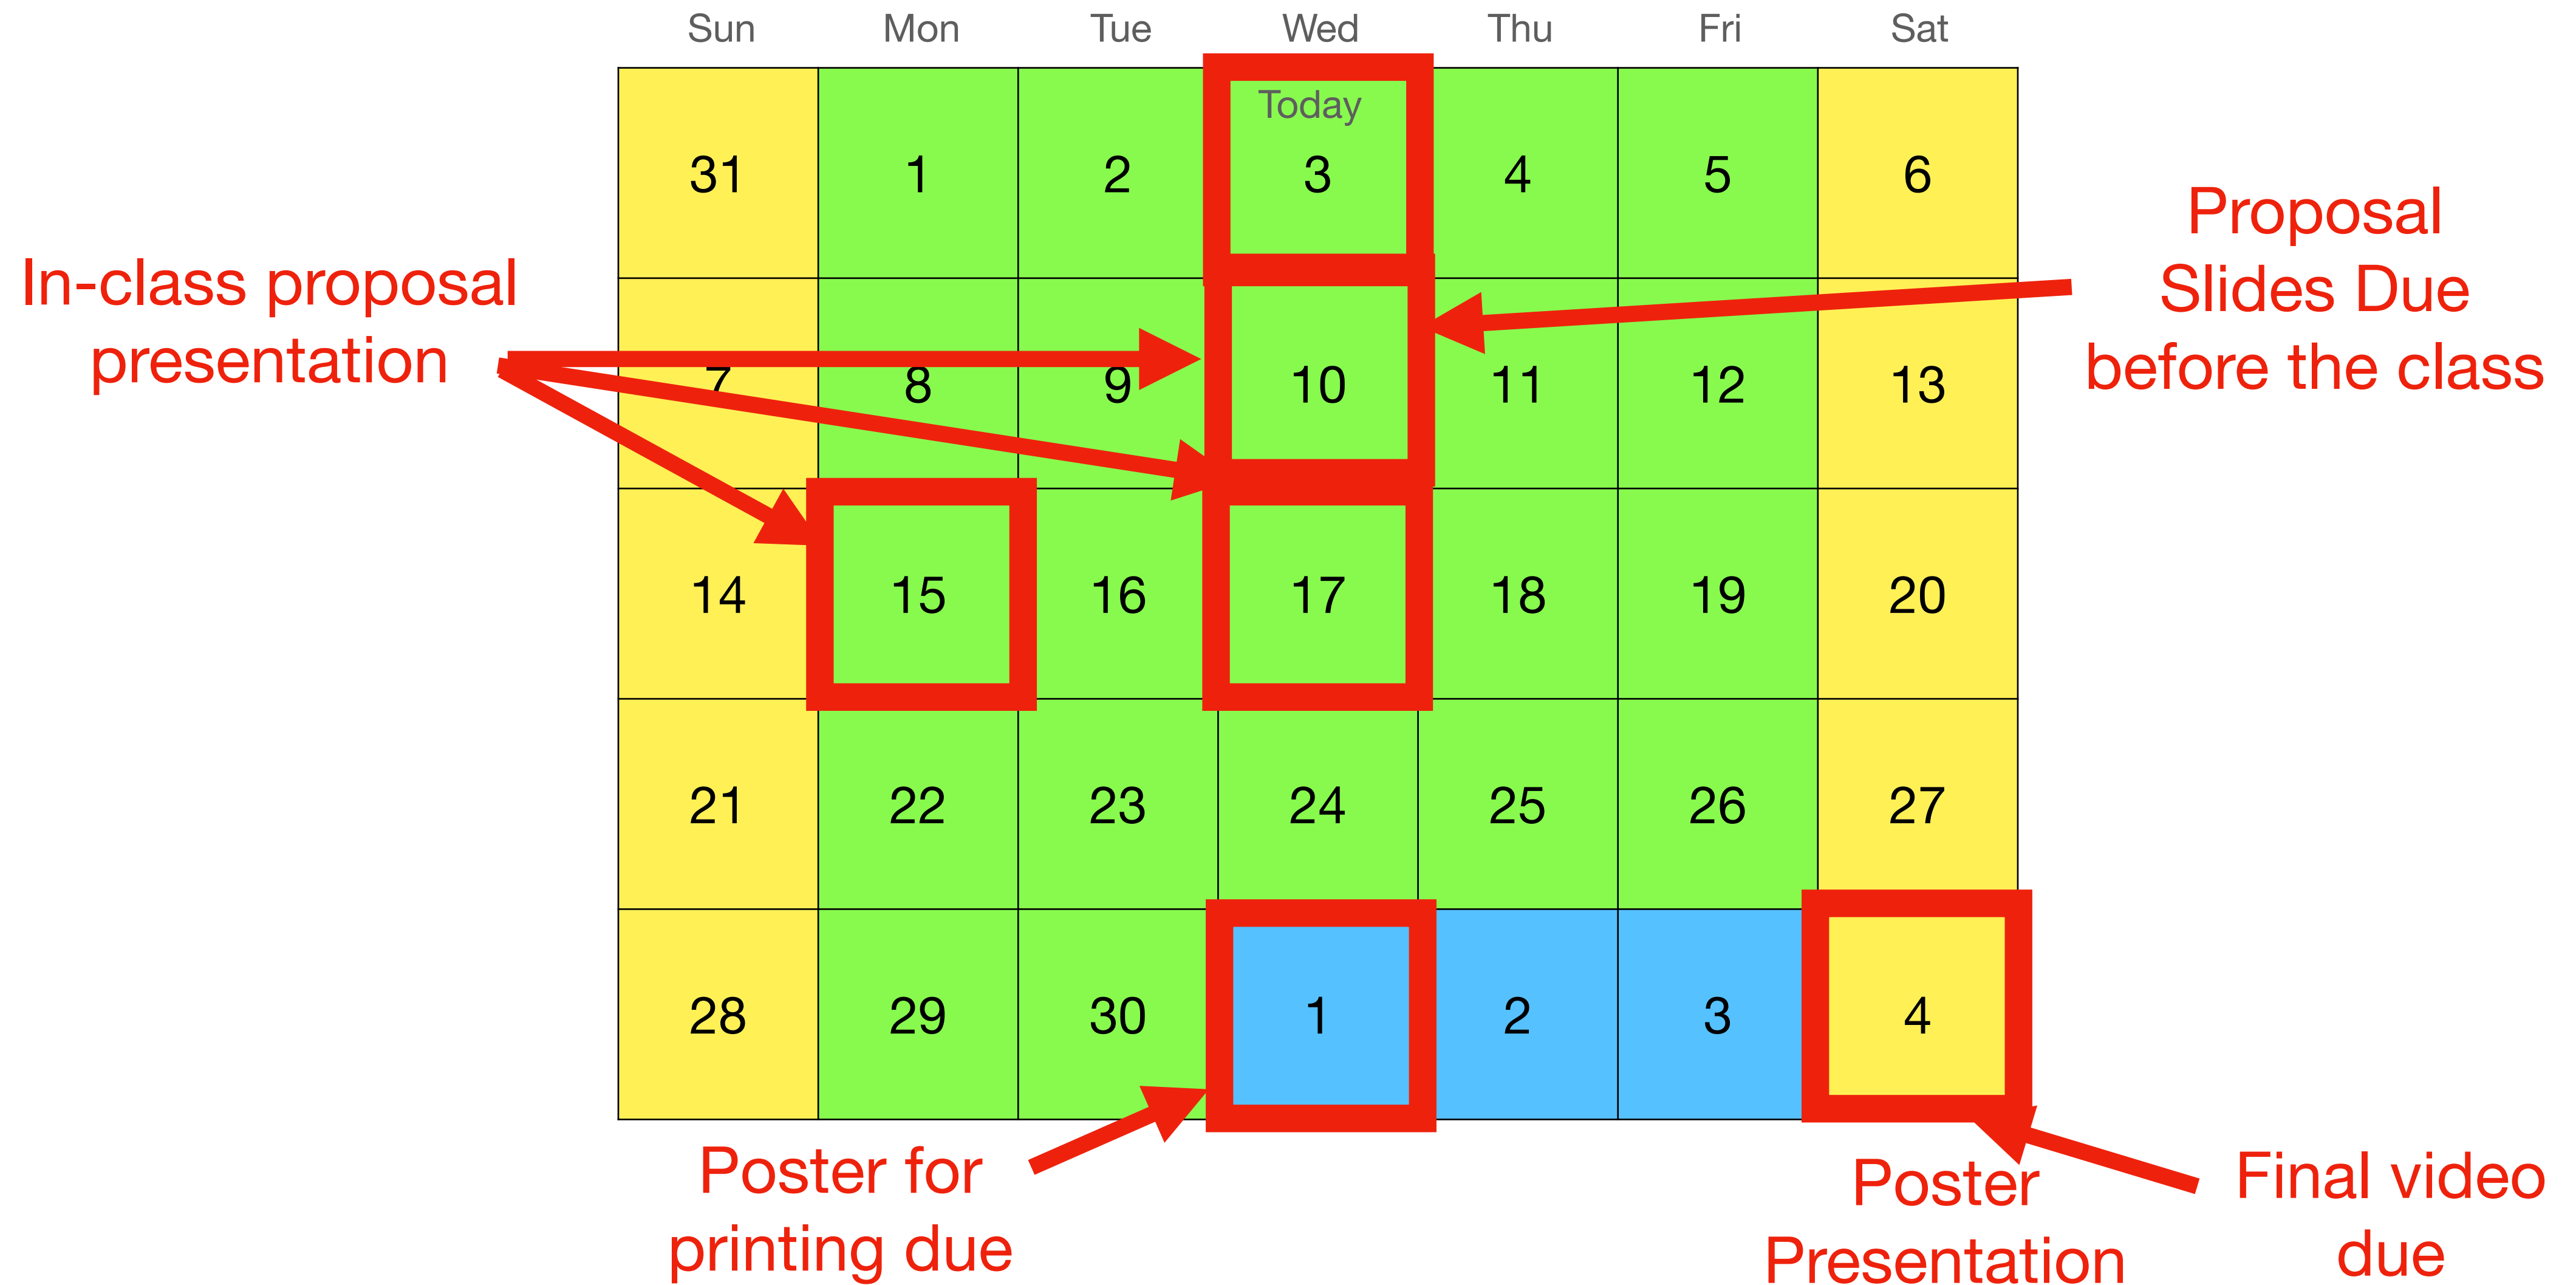 Sun Mon Tue Wed Thu Fri Sat
Today
31 1 2 3 4 5 6
Proposal
Slides Due
before the class
In-class proposal
presentation
7 8 9 10 11 12 13
14 15 16 17 18 19 20
21 22 23 24 25 26 27
28 29 30 1 2 3 4
Poster for
printing due
Poster
Presentation
Final video
due